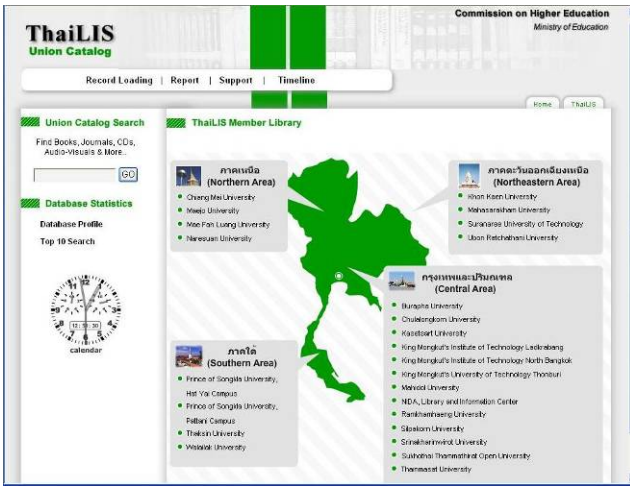 ThaiLIS
Union Catalog
Commission on Higher Education
Ministry of Education
Record Loading | Report | Support | Timeline
Home
ThaiLIS
Union Catalog Search
Find Books, Journals, CDs,
Audio-Visuals & More..
GO
Database Statistics
Database Profile
Top 10 Search
12
calendar
ThaiLIS Member Library
ภาคเหนือ
(Northern Area)
Chiang Mai University
Maejo University
Mae Fah Luang University
Naresuan University
ภาคตะวันออกเฉียงเหนือ
(Northeastern Area)
Khon Kaen University
Mahasarakham University
Suranaree University of Technology
Ubon Ratchathani University
กรุงเทพและปริมณฑล
(Central Area)
Burapha University
Chulalongkorn University
Kasetsart University
King Mongkut's Institute of Technology Ladkrabang
King Mongkut's Institute of Technology North Bangkok
King Mongkut's University of Technology Thonburi
Mahidol University
NIDA, Library and Information Center
Ramkhamhaeng University
Silpakorn University
Srinakharinwirot University
Sukhothai Thammathirat Open University
Thammasat University
ภาคใต้
(Southern Area)
Prince of Songkla University,
Hat Yai Campus
Prince of Songkla University,
Pattani Campus
Thaksin University
Walailak University